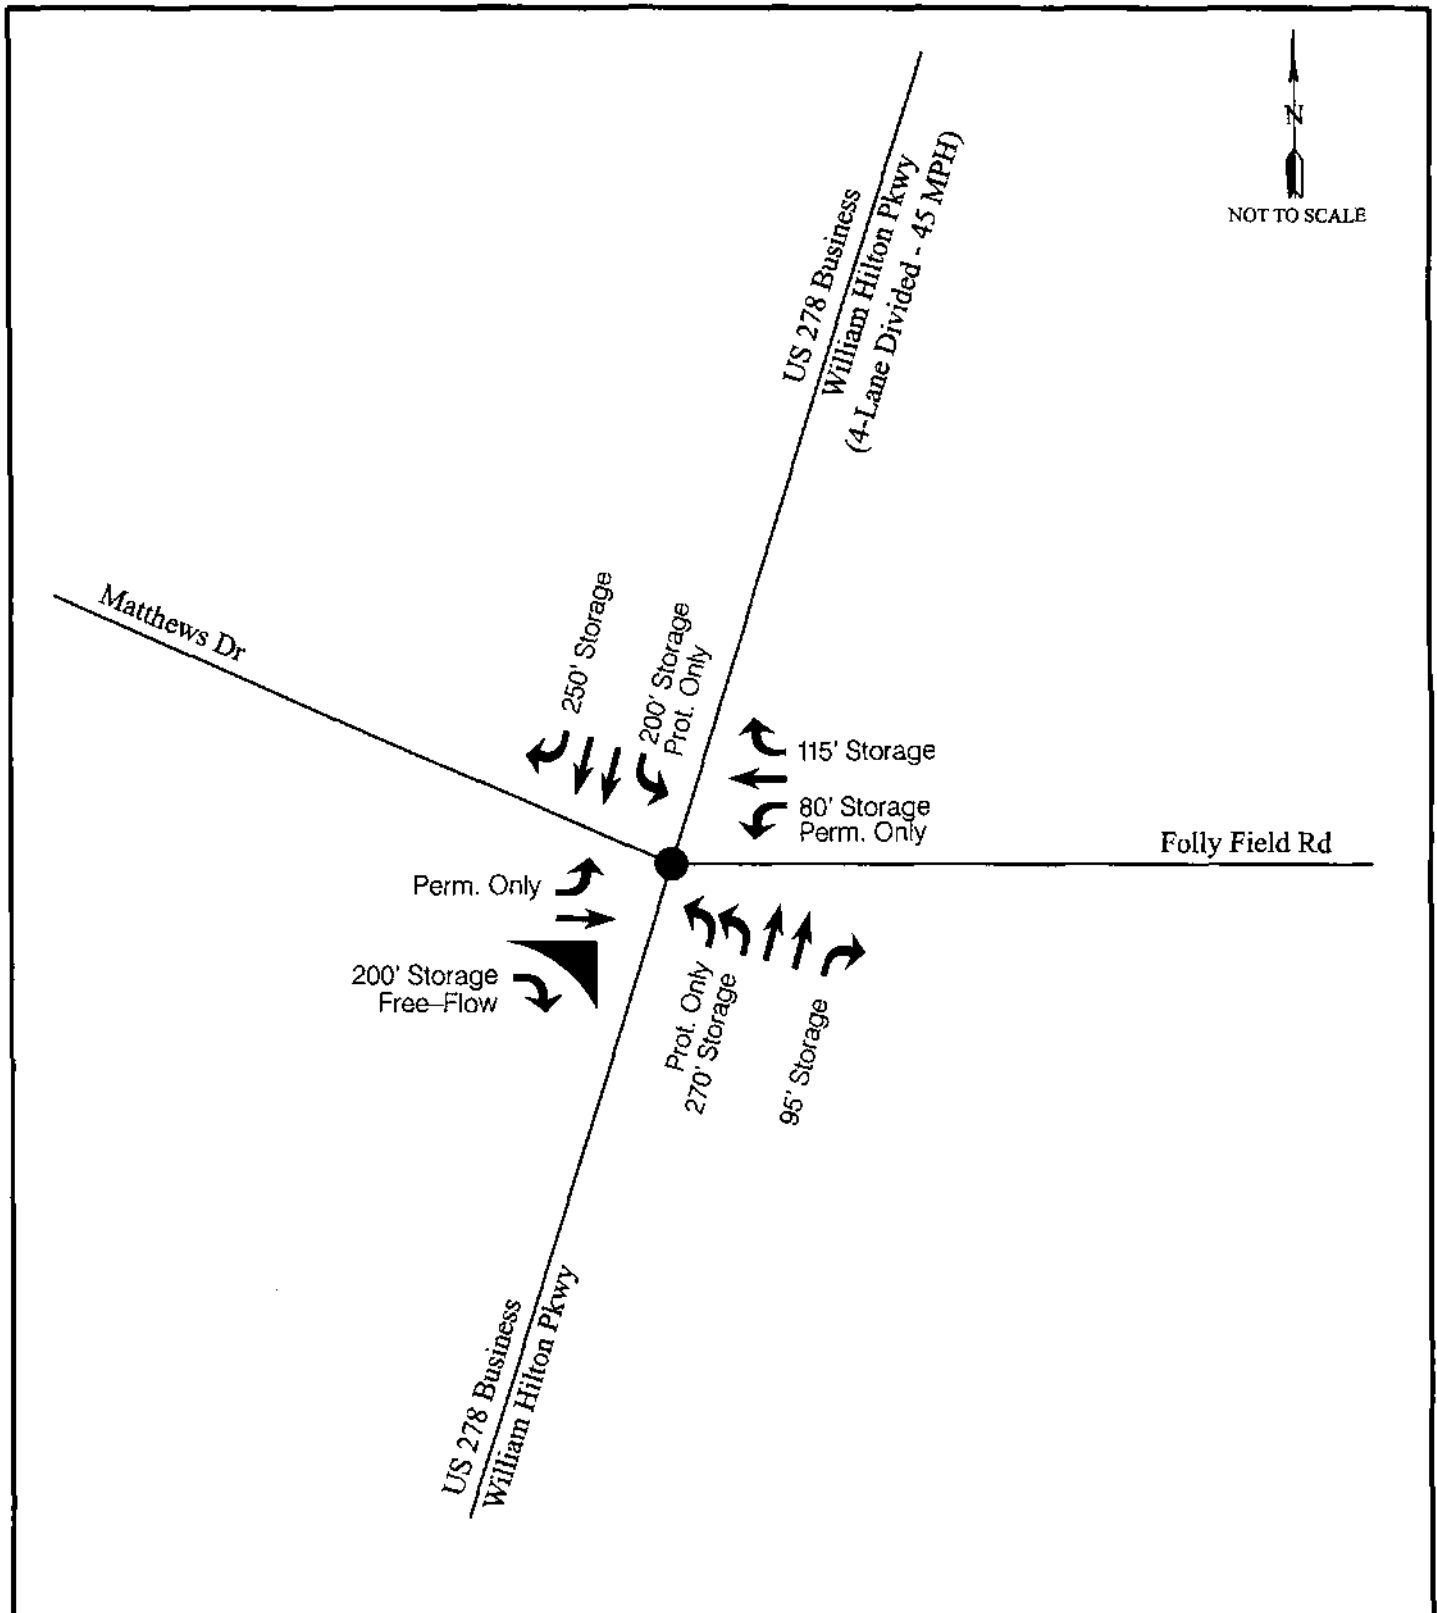 N
NOT TO SCALE
US 278 Business
William Hilton Pkwy
(4-Lane Divided - 45 MPH)
Matthews Dr
250' Storage
200' Storage
Prot. Only
115' Storage
80' Storage
Perm. Only
Folly Field Rd
Perm. Only
200' Storage
Free-Flow
Prot. Only
270' Storage
95' Storage
US 278 Business
William Hilton Pkwy